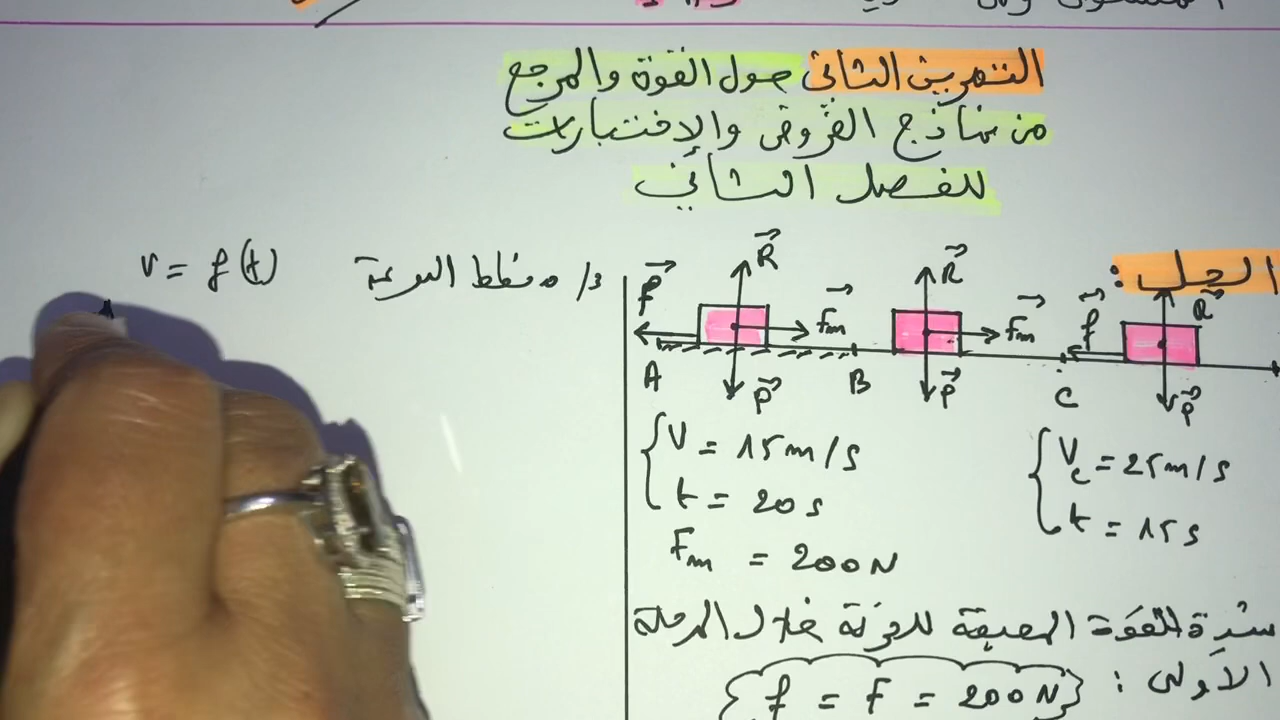 التمرين الثاني حول القوة والمرجع
من نماذج الفروض والإختبارات
للفصل الثاني
الحل :
R R R
f Fm Fm f
A P B P C P
{ V = 15m/s
t = 20s
Fm = 200N
{ Vc = 25m/s
t = 15s
شدة القوة المعيقة للحركة خلال المرحلة
الأولى :
{ f = F = 200N }
3/ مخطط السرعة v = f(t)